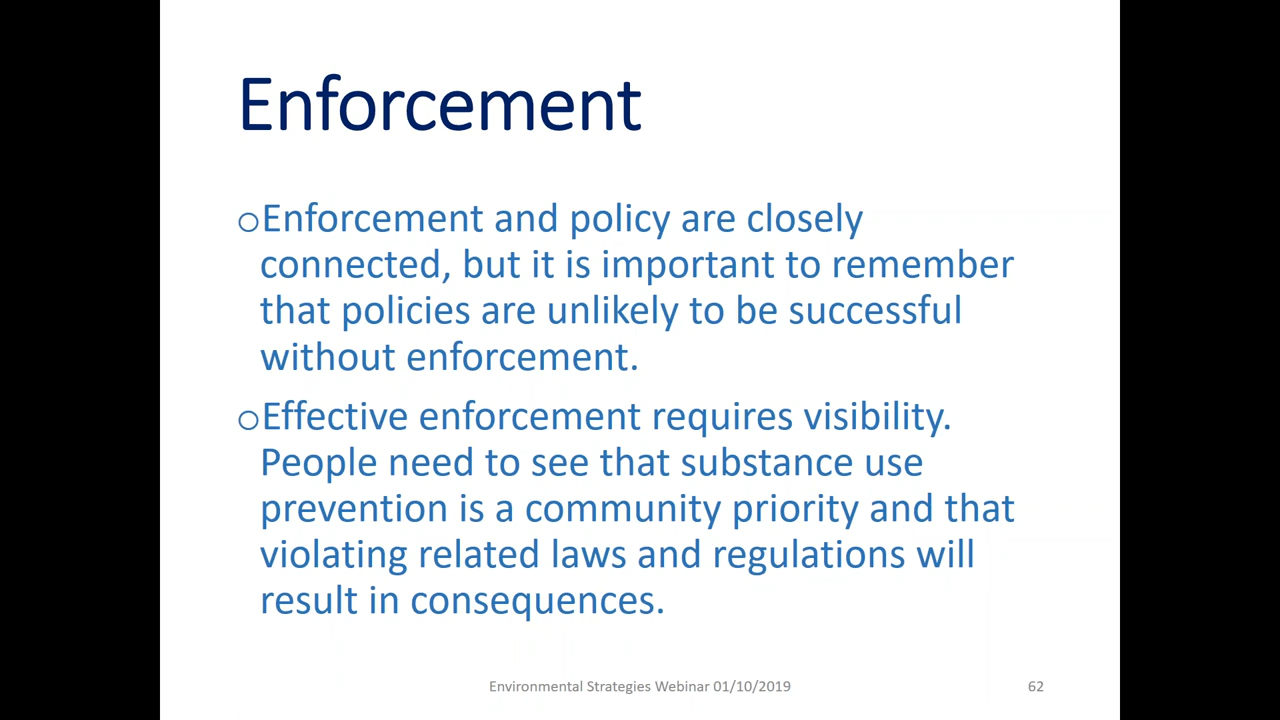 Enforcement
oEnforcement and policy are closely
connected, but it is important to remember
that policies are unlikely to be successful
without enforcement.
oEffective enforcement requires visibility.
People need to see that substance use
prevention is a community priority and that
violating related laws and regulations will
result in consequences.
Environmental Strategies Webinar 01/10/2019 62